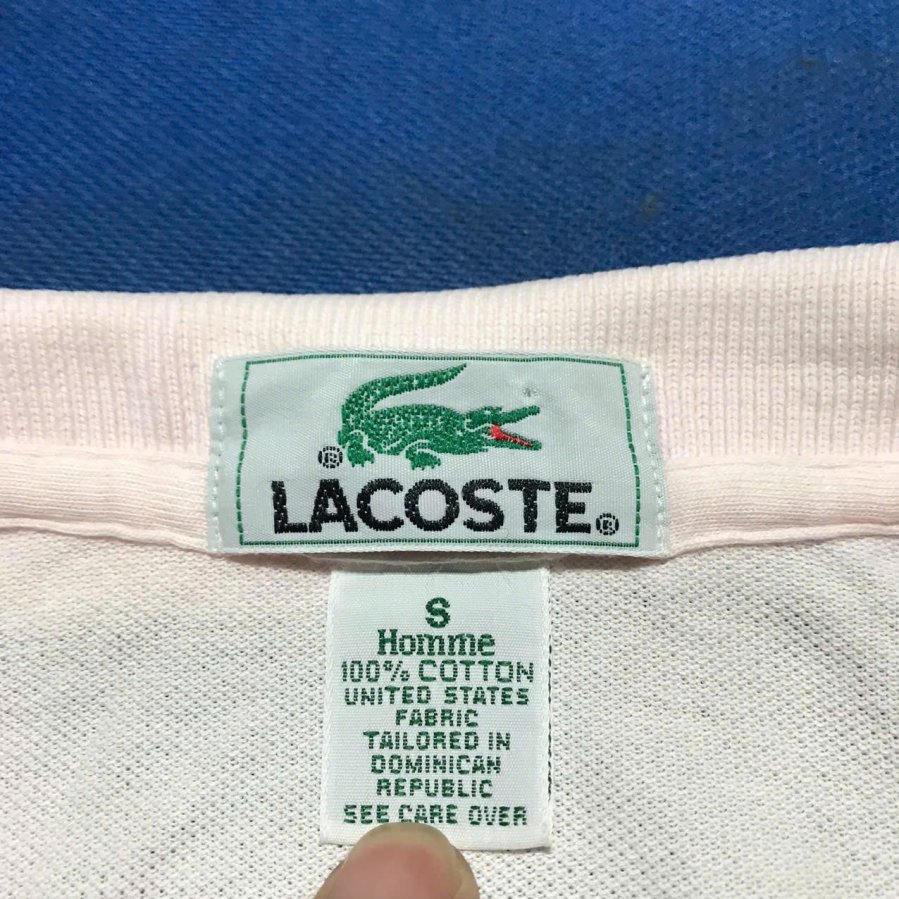 LACOSTE®
®
S
Homme
100% COTTON
UNITED STATES
FABRIC
TAILORED IN
DOMINICAN
REPUBLIC
SEE CARE OVER